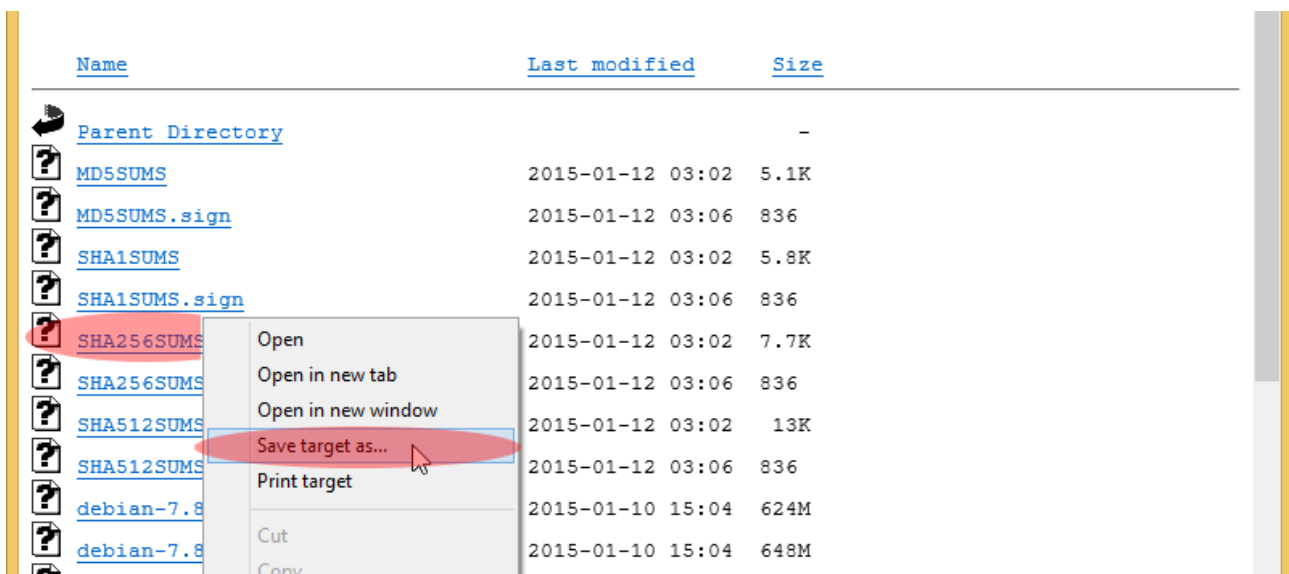 Name Last modified Size
Parent Directory -
MD5SUMS 2015-01-12 03:02 5.1K
MD5SUMS.sign 2015-01-12 03:06 836
SHA1SUMS 2015-01-12 03:02 5.8K
SHA1SUMS.sign 2015-01-12 03:06 836
SHA256SUMS Open 2015-01-12 03:02 7.7K
SHA256SUMS Open in new tab 2015-01-12 03:06 836
SHA512SUMS Open in new window 2015-01-12 03:02 13K
SHA512SUMS Save target as... 2015-01-12 03:06 836
Print target
debian-7.8 2015-01-10 15:04 624M
Cut
debian-7.8 2015-01-10 15:04 648M
Copy